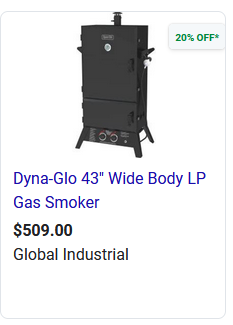 20% OFF*
Dyna-Glo 43" Wide Body LP
Gas Smoker
$509.00
Global Industrial